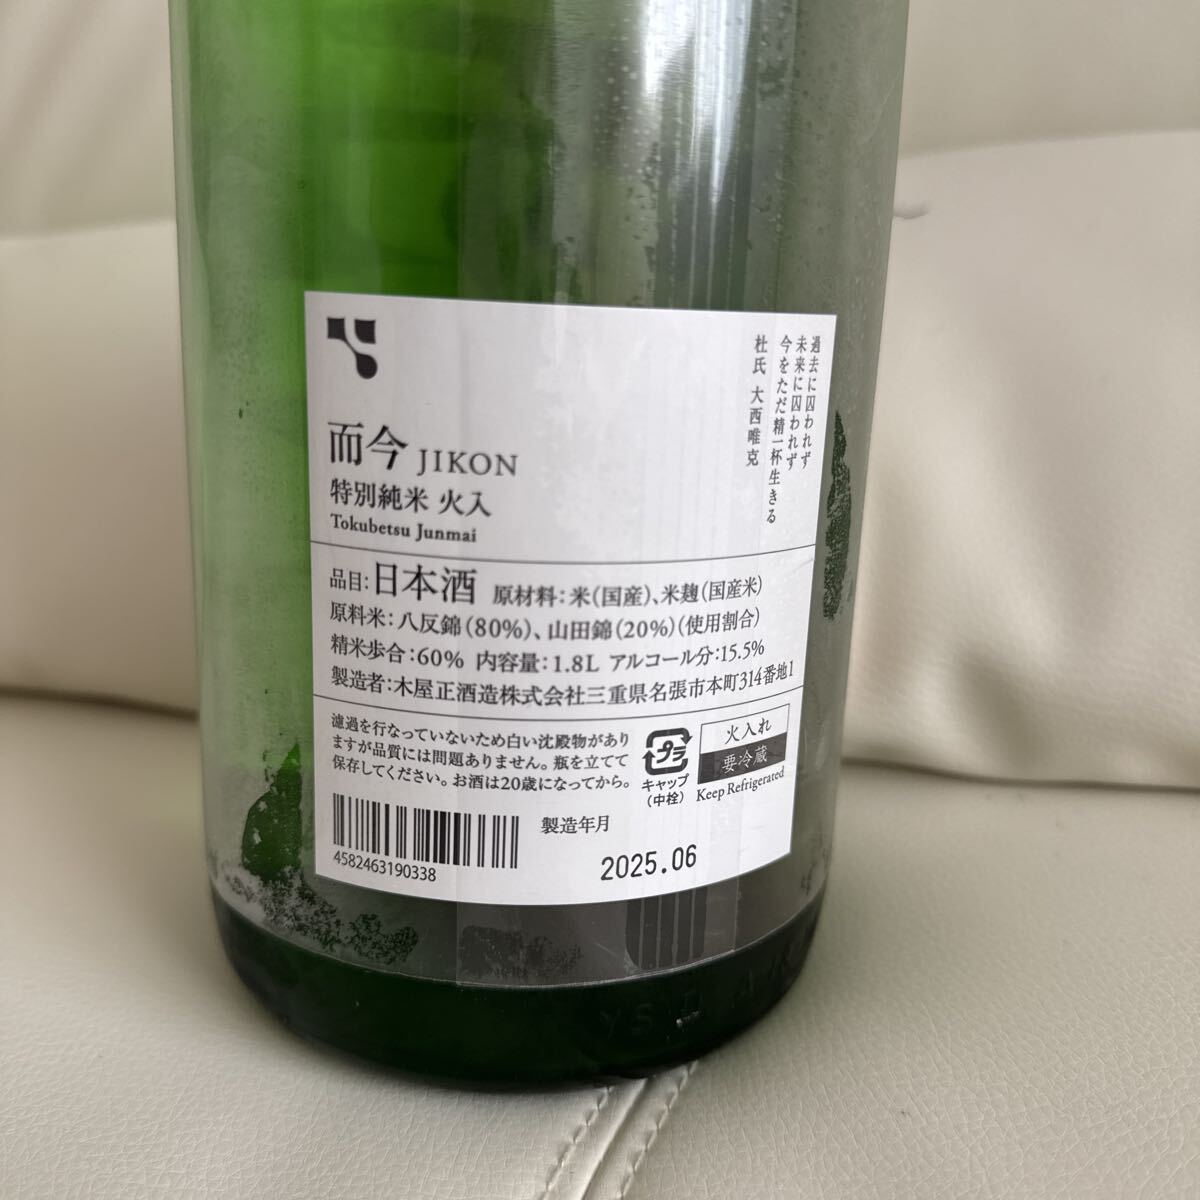 過去に囚われず
未来に囚われず
今をただ精一杯生きる
杜氏 大西唯克
而今 JIKON
特別純米 火入
Tokubetsu Junmai
品目:日本酒 原材料:米(国産)、米麹(国産米)
原料米:八反錦(80%)、山田錦(20%)(使用割合)
精米歩合:60% 内容量:1.8L アルコール分:15.5%
製造者:木屋正酒造株式会社三重県名張市本町314番地1
濾過を行なっていないため白い沈殿物があり
ますが品質には問題ありません。瓶を立てて
保存してください。お酒は20歳になってから。
プラ
キャップ
(中栓)
火入れ
要冷蔵
Keep Refrigerated
4582463190338
製造年月
2025.06